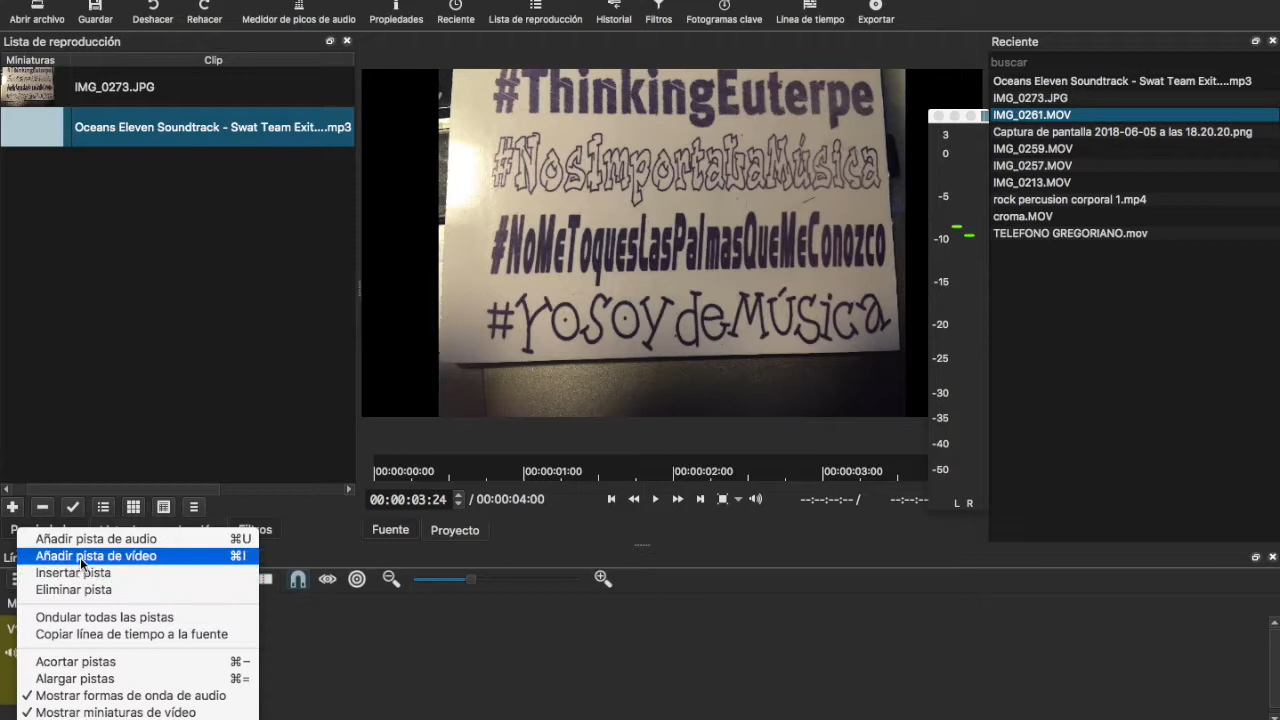 Abrir archivo
Guardar
Deshacer
Rehacer
Medidor de picos de audio
Propiedades
Reciente
Lista de reproducción
Historial
Filtros
Fotogramas clave
Línea de tiempo
Exportar
Lista de reproducción
Miniaturas
Clip
IMG_0273.JPG
Oceans Eleven Soundtrack - Swat Team Exit....mp3
#ThinkingEuterpe
#NosImportaLaMúsica
#NoMeToquesLasPalmasQueMeConozco
#YosoydeMúsica
3
0
-5
-10
-15
-20
-25
-30
-35
-40
-50
L R
Reciente
buscar
Oceans Eleven Soundtrack - Swat Team Exit....mp3
IMG_0273.JPG
IMG_0261.MOV
Captura de pantalla 2018-06-05 a las 18.20.20.png
IMG_0259.MOV
IMG_0257.MOV
IMG_0213.MOV
rock percusion corporal 1.mp4
croma.MOV
TELEFONO GREGORIANO.mov
00:00:00:00
00:00:01:00
00:00:02:00
00:00:03:00
00:00:03:24 / 00:00:04:00
--:--:--:-- /
--:--:--:--
Fuente
Proyecto
Añadir pista de audio ⌘U
Añadir pista de vídeo ⌘I
Insertar pista
Eliminar pista
Ondular todas las pistas
Copiar línea de tiempo a la fuente
Acortar pistas ⌘−
Alargar pistas ⌘=
✓ Mostrar formas de onda de audio
✓ Mostrar miniaturas de vídeo